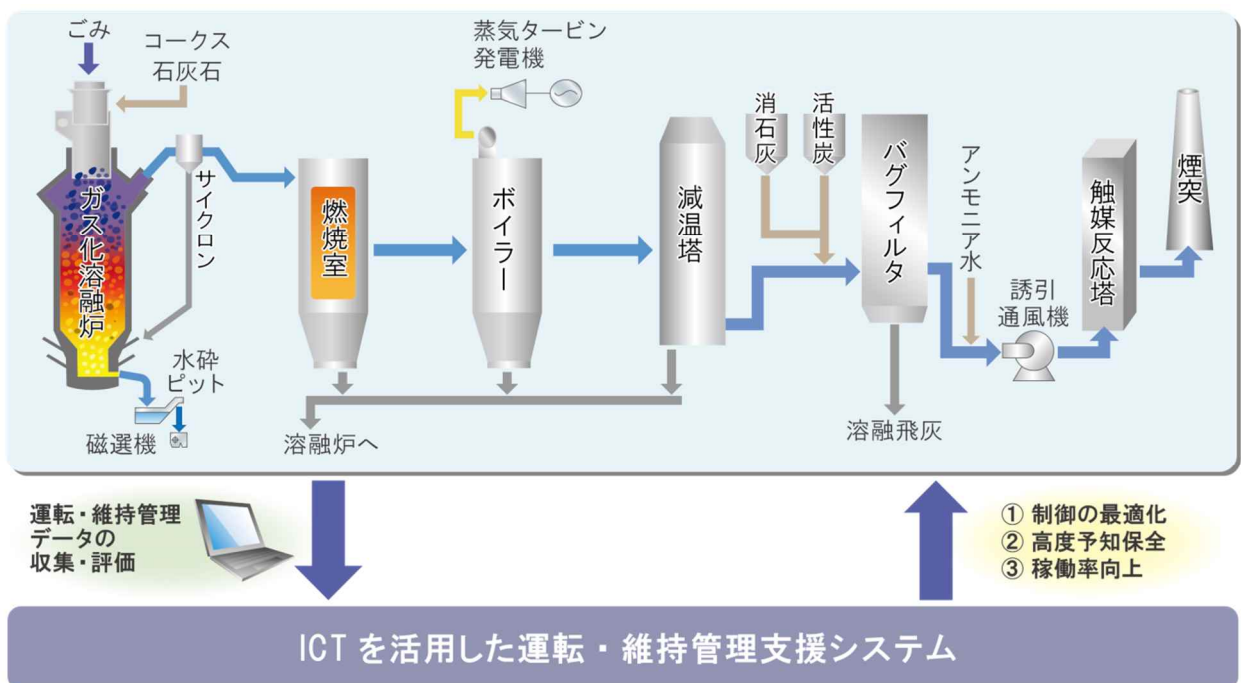 ごみ
コークス
石灰石
ガス化溶融炉
サイクロン
水砕
ピット
磁選機
燃焼室
溶融炉へ
蒸気タービン
発電機
ボイラー
減温塔
消石灰
活性炭
バグフィルタ
溶融飛灰
アンモニア水
誘引
通風機
触媒反応塔
煙突
運転・維持管理
データの
収集・評価
① 制御の最適化
② 高度予知保全
③ 稼働率向上
ICT を活用した運転・維持管理支援システム